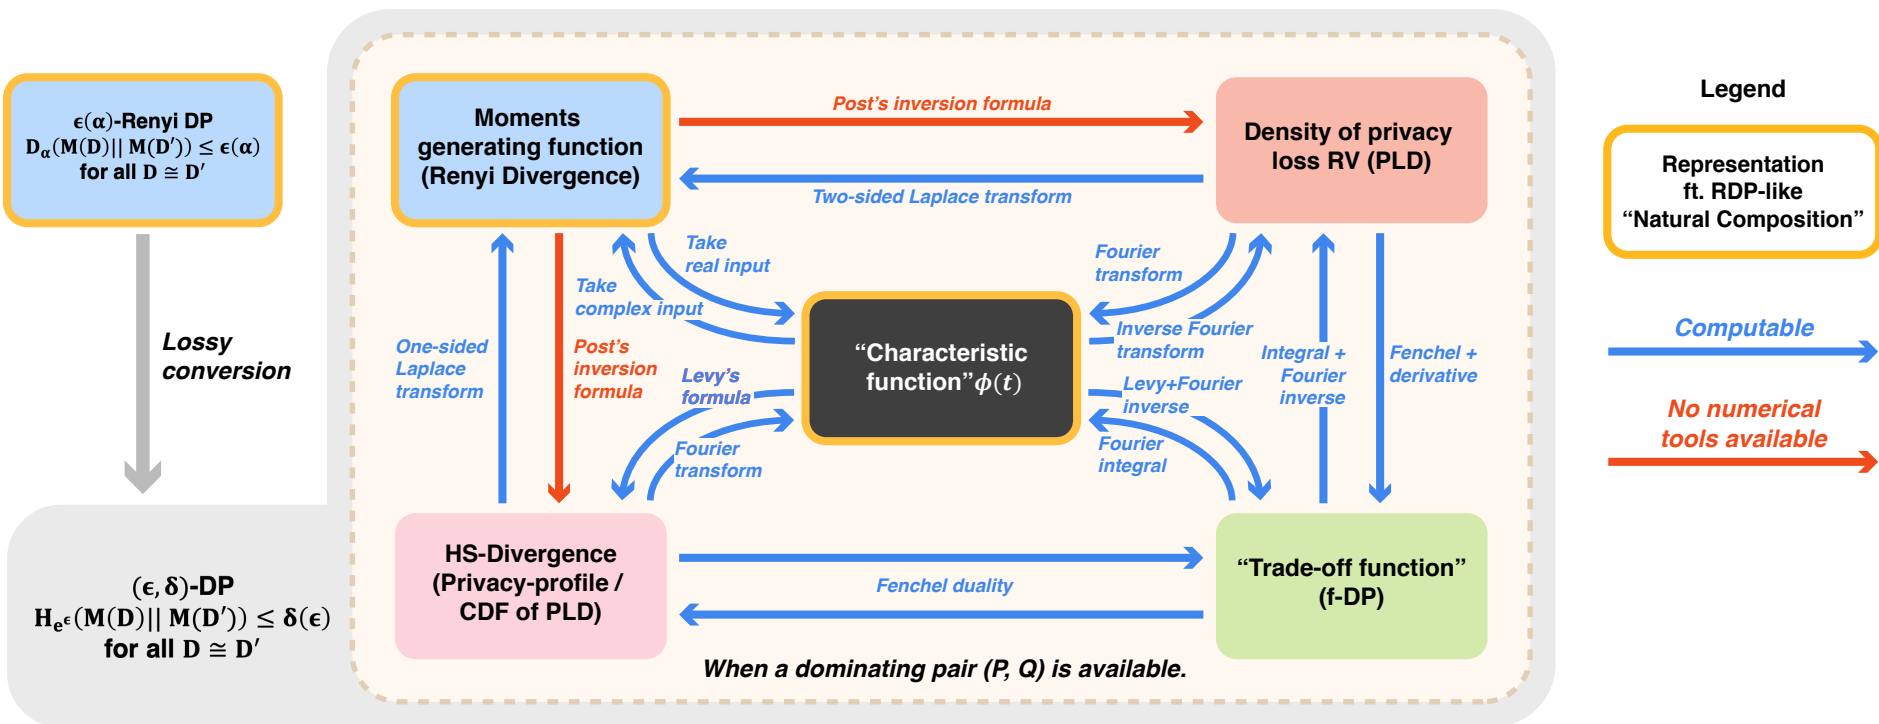 ϵ(α)-Renyi DP
D_α(M(D)|| M(D′)) ≤ ϵ(α)
for all D ≅ D′
Lossy
conversion
(ϵ, δ)-DP
H_{e^ϵ}(M(D)|| M(D′)) ≤ δ(ϵ)
for all D ≅ D′
Moments
generating function
(Renyi Divergence)
Post's inversion formula
Two-sided Laplace transform
Density of privacy
loss RV (PLD)
Take
real input
Take
complex input
Fourier
transform
Inverse Fourier
transform
One-sided
Laplace
transform
Post's
inversion
formula
Levy's
formula
Fourier
transform
“Characteristic
function” ϕ(t)
Levy+Fourier
inverse
Fourier
integral
Integral +
Fourier
inverse
Fenchel +
derivative
HS-Divergence
(Privacy-profile /
CDF of PLD)
Fenchel duality
“Trade-off function”
(f-DP)
When a dominating pair (P, Q) is available.
Legend
Representation
ft. RDP-like
“Natural Composition”
Computable
No numerical
tools available